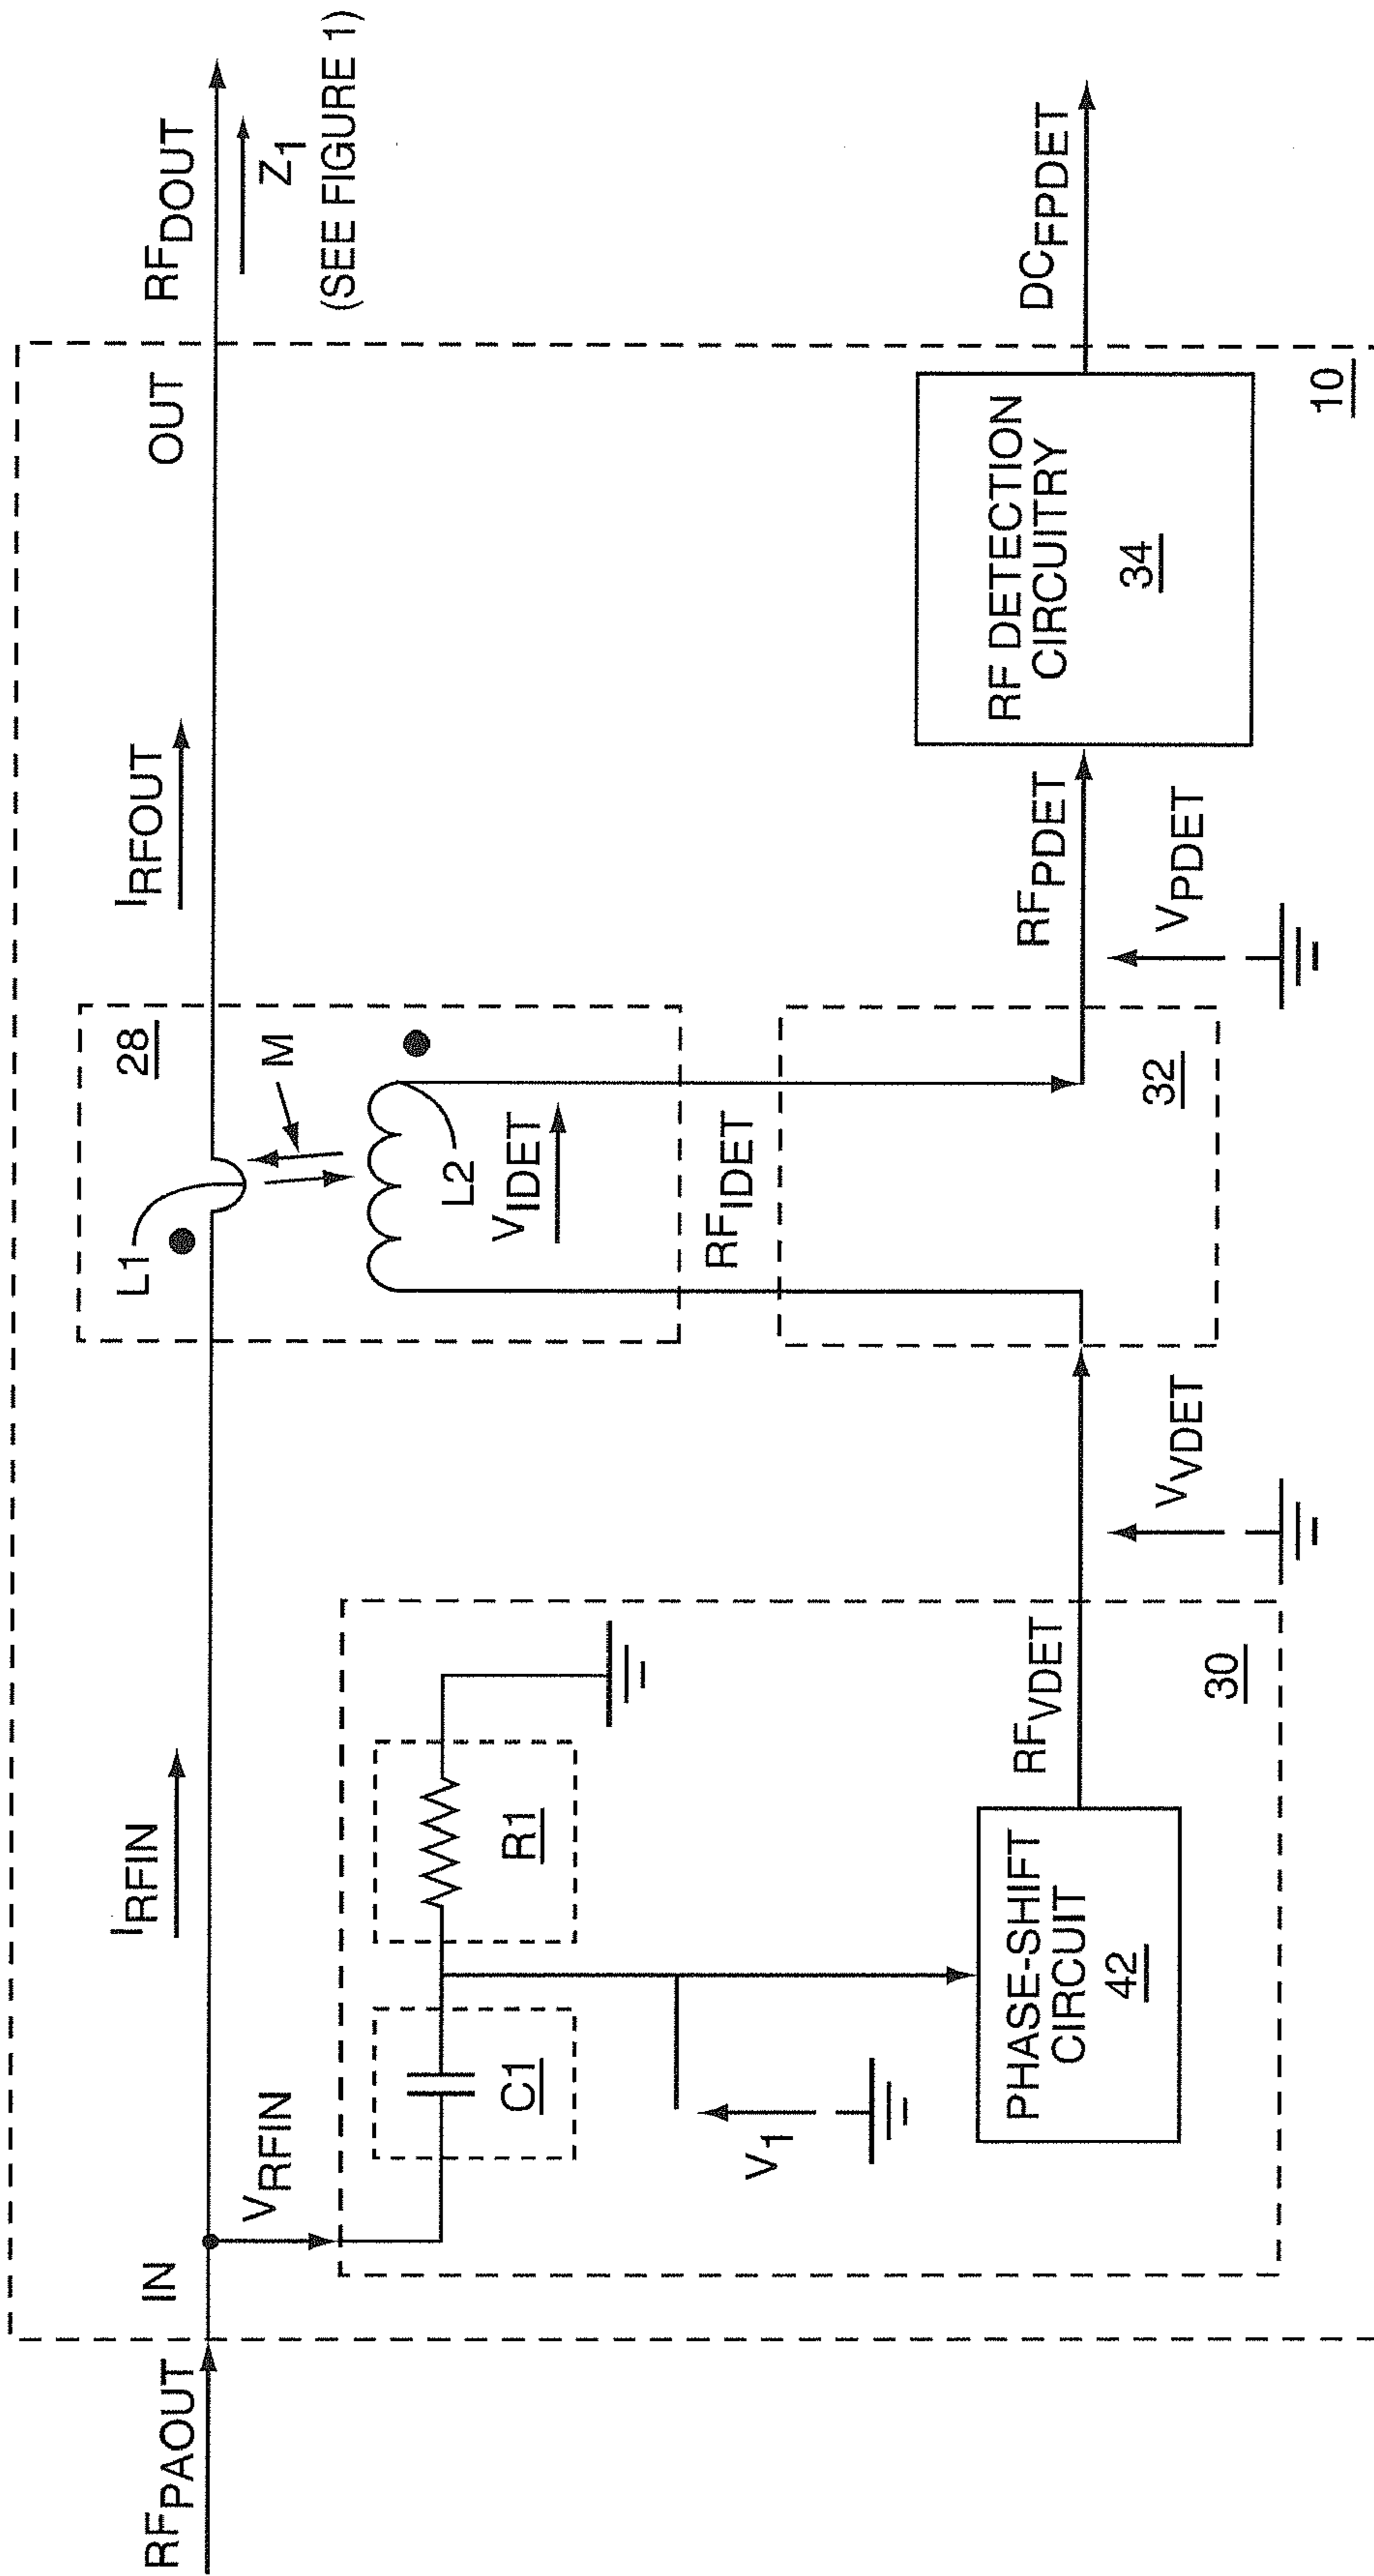 RFPAOUT
IN
IRFIN
IRFOUT
OUT
RFDOUT
Z1
(SEE FIGURE 1)
VRFIN
L1
28
M
L2
VIDET
RFIDET
C1
R1
V1
PHASE-SHIFT
CIRCUIT
42
RFVDET
30
VVDET
32
RFPDET
VPDET
RF DETECTION
CIRCUITRY
34
DCFPDET
10